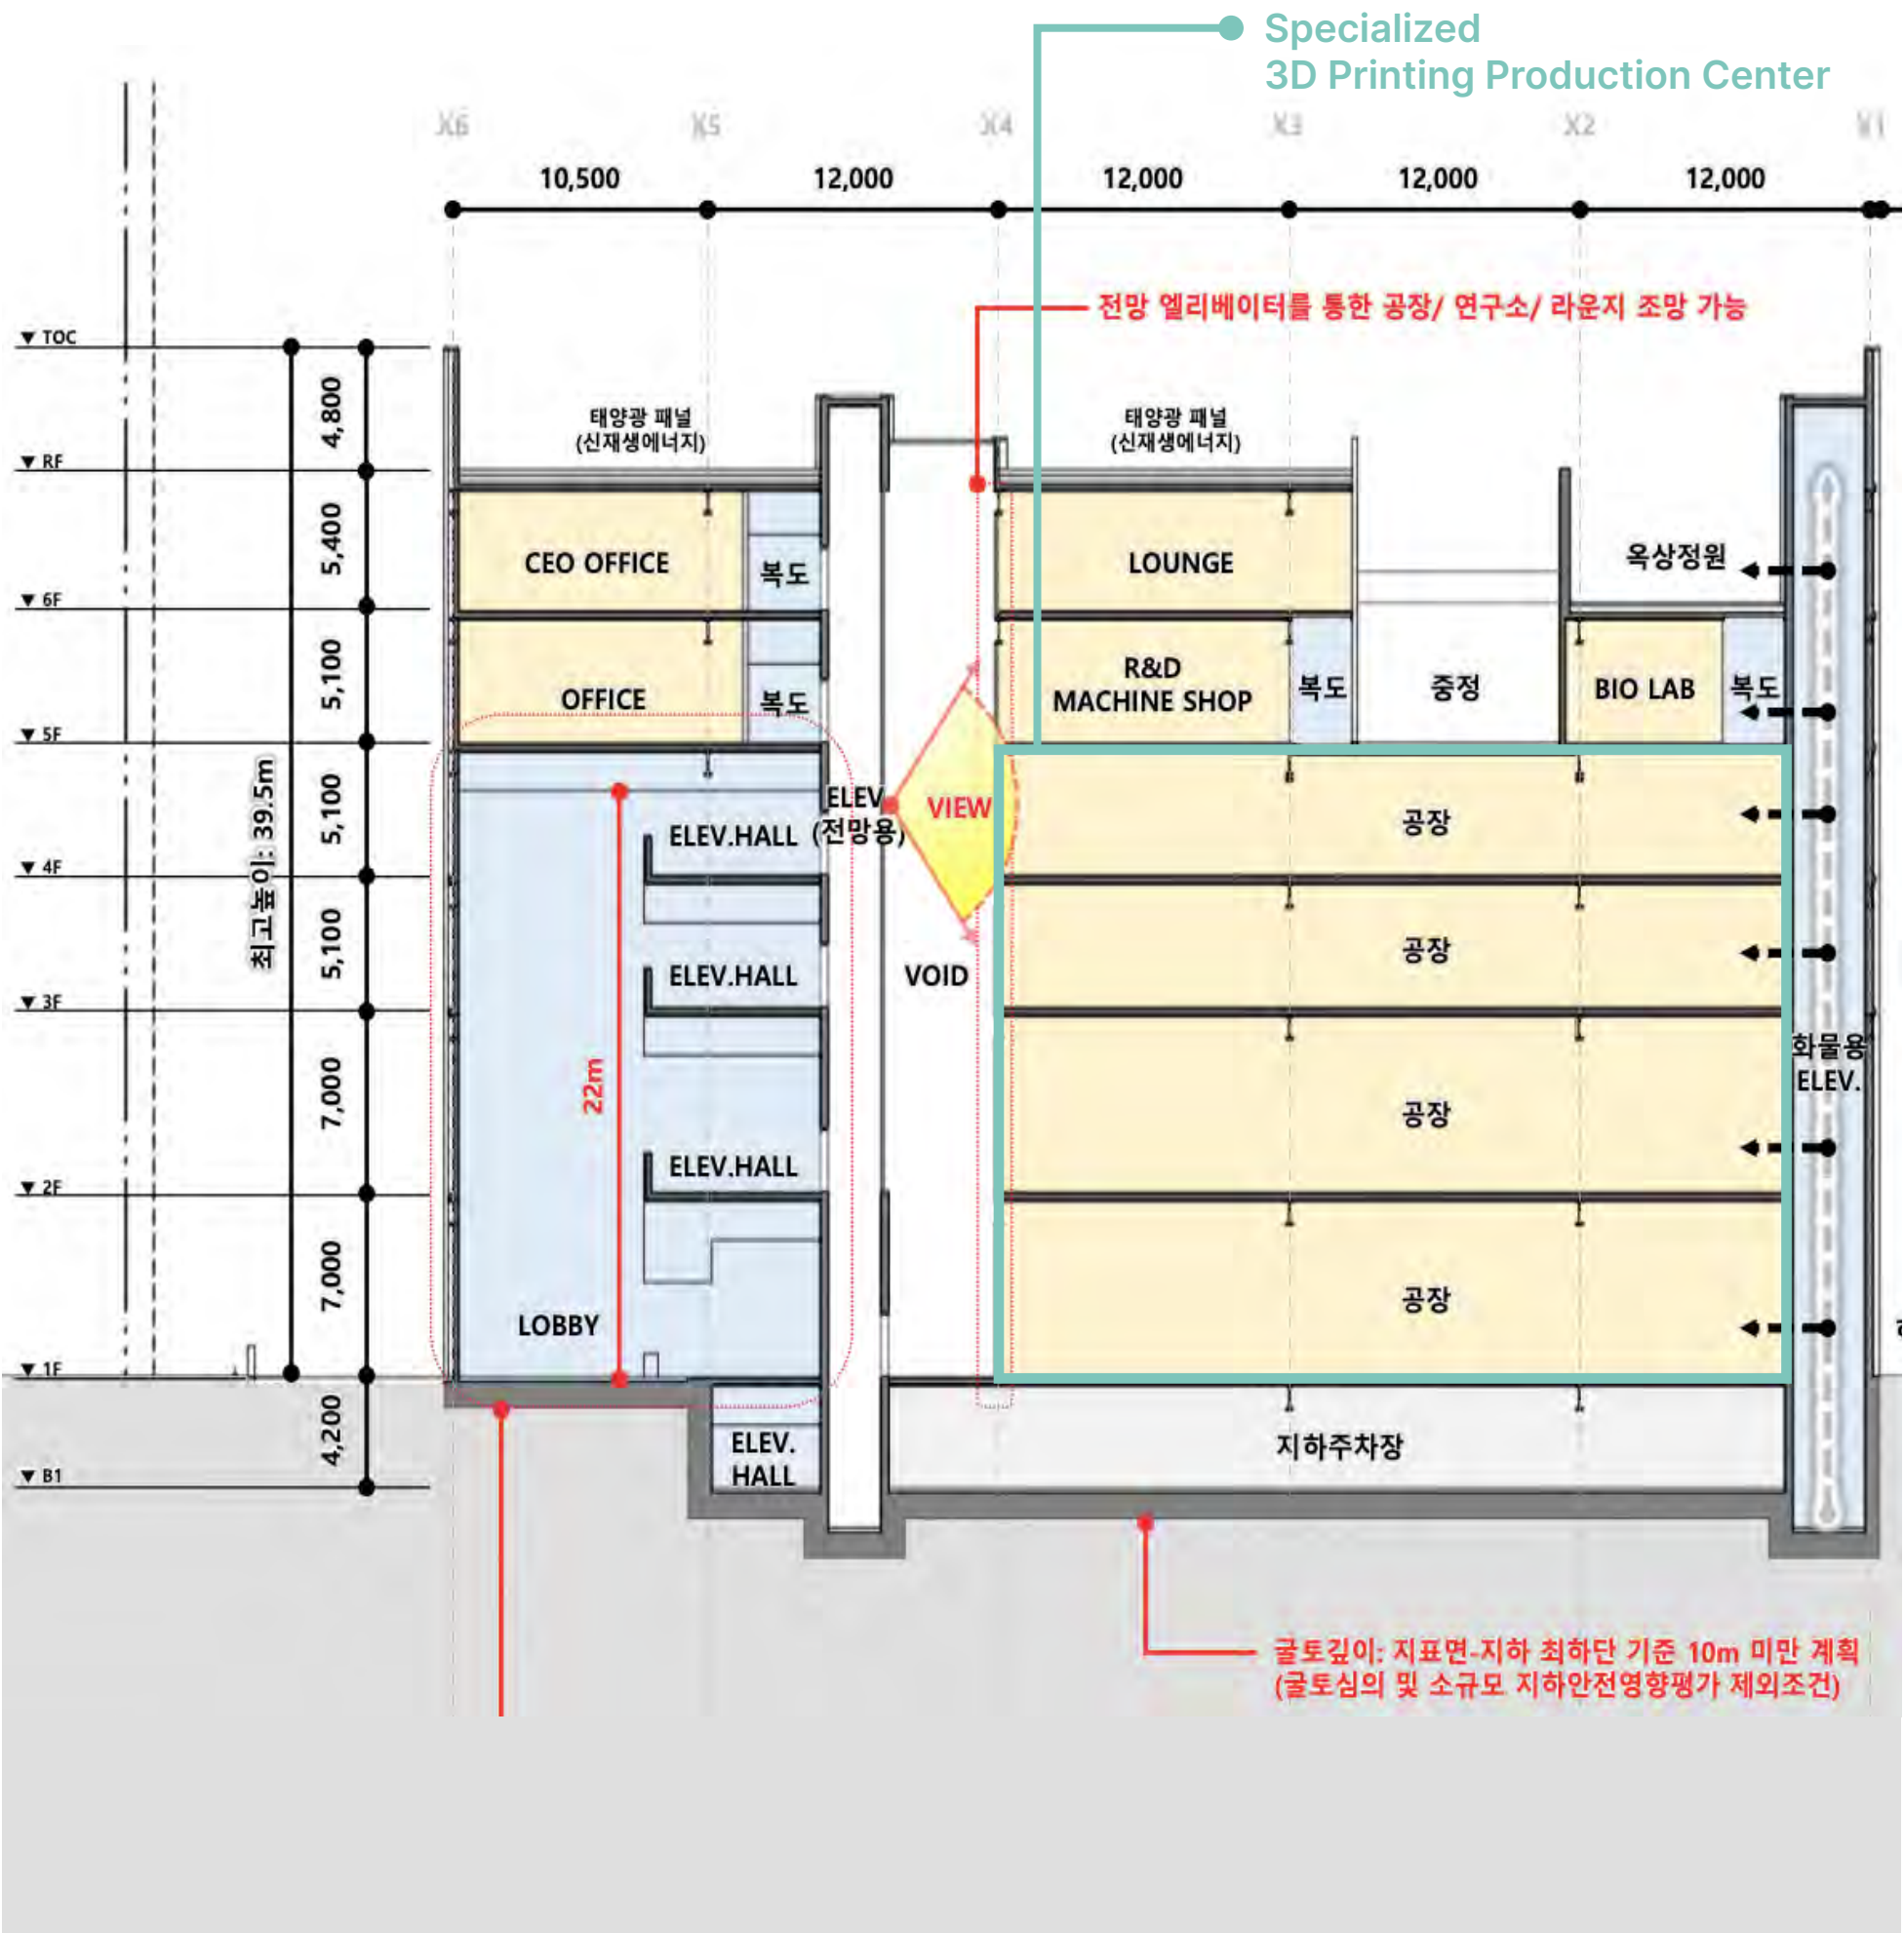 Specialized
3D Printing Production Center
X6
X5
X4
X3
X2
X1
10,500
12,000
12,000
12,000
12,000
전망 엘리베이터를 통한 공장/ 연구소/ 라운지 조망 가능
▼ TOC
4,800
태양광 패널
(신재생에너지)
태양광 패널
(신재생에너지)
▼ RF
5,400
CEO OFFICE
복도
LOUNGE
옥상정원
▼ 6F
5,100
OFFICE
복도
R&D
MACHINE SHOP
복도
중정
BIO LAB
복도
▼ 5F
최고높이: 39.5m
5,100
ELEV.HALL
ELEV.
(전망용)
VIEW
공장
▼ 4F
5,100
ELEV.HALL
VOID
공장
▼ 3F
7,000
22m
ELEV.HALL
공장
화물용
ELEV.
▼ 2F
7,000
LOBBY
공장
▼ 1F
4,200
ELEV.
HALL
지하주차장
▼ B1
굴토깊이: 지표면-지하 최하단 기준 10m 미만 계획
(굴토심의 및 소규모 지하안전영향평가 제외조건)